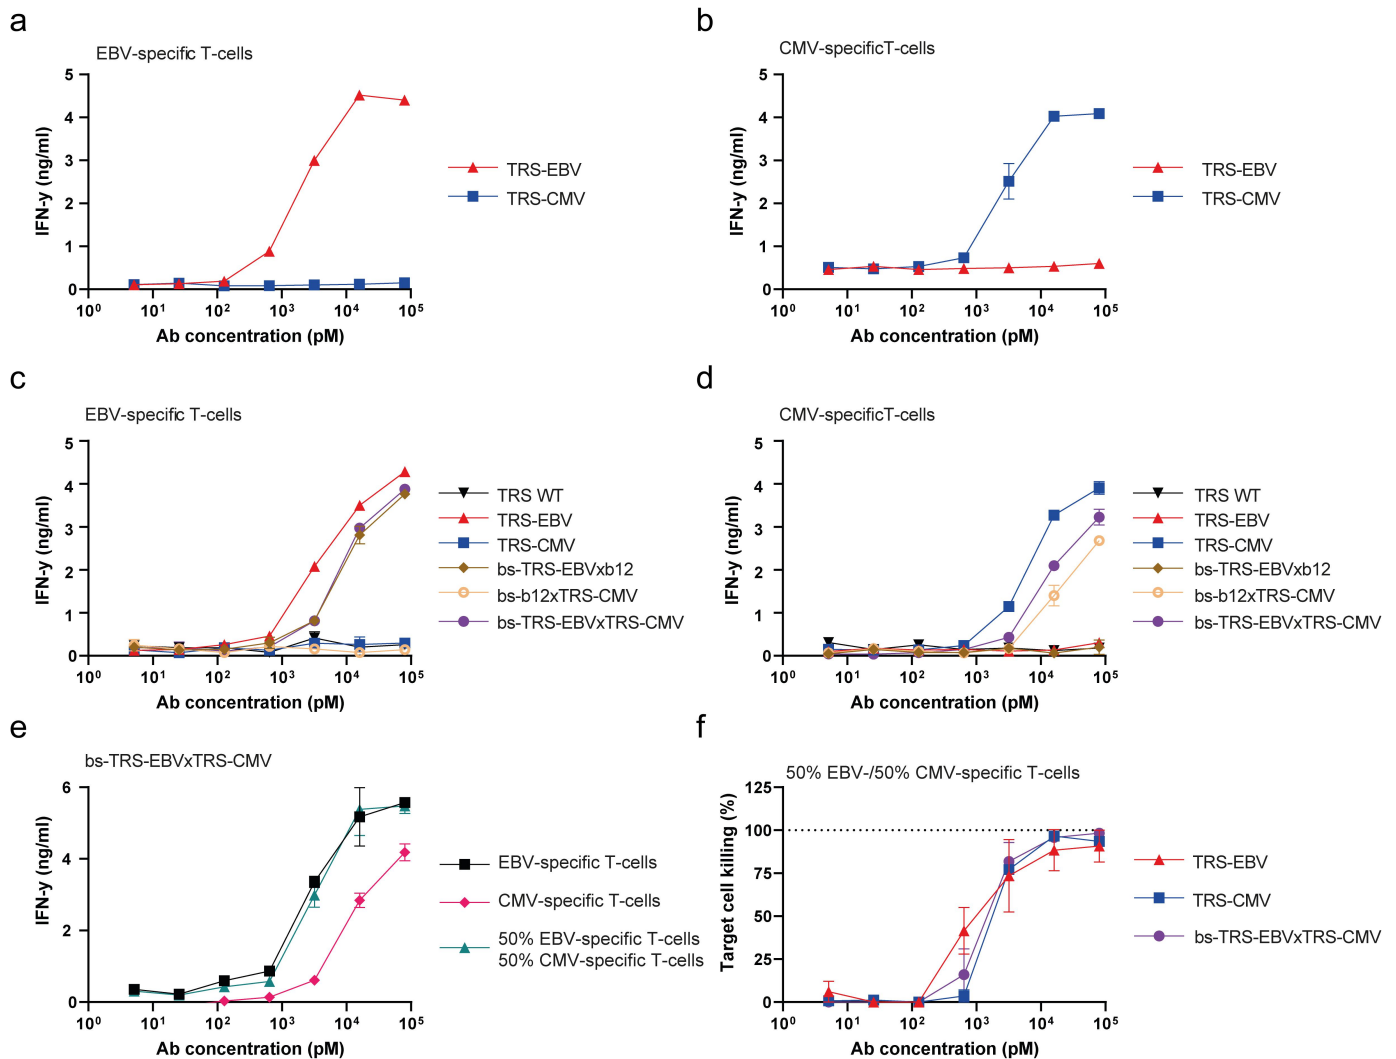 a
EBV-specific T-cells
5
4
3
2
1
0
IFN-y (ng/ml)
10⁰ 10¹ 10² 10³ 10⁴ 10⁵
Ab concentration (pM)
TRS-EBV
TRS-CMV
b
CMV-specificT-cells
5
4
3
2
1
0
IFN-y (ng/ml)
10⁰ 10¹ 10² 10³ 10⁴ 10⁵
Ab concentration (pM)
TRS-EBV
TRS-CMV
c
EBV-specific T-cells
5
4
3
2
1
0
IFN-y (ng/ml)
10⁰ 10¹ 10² 10³ 10⁴ 10⁵
Ab concentration (pM)
TRS WT
TRS-EBV
TRS-CMV
bs-TRS-EBVxb12
bs-b12xTRS-CMV
bs-TRS-EBVxTRS-CMV
d
CMV-specificT-cells
5
4
3
2
1
0
IFN-y (ng/ml)
10⁰ 10¹ 10² 10³ 10⁴ 10⁵
Ab concentration (pM)
TRS WT
TRS-EBV
TRS-CMV
bs-TRS-EBVxb12
bs-b12xTRS-CMV
bs-TRS-EBVxTRS-CMV
e
bs-TRS-EBVxTRS-CMV
6
4
2
0
IFN-y (ng/ml)
10⁰ 10¹ 10² 10³ 10⁴ 10⁵
Ab concentration (pM)
EBV-specific T-cells
CMV-specific T-cells
50% EBV-specific T-cells
50% CMV-specific T-cells
f
50% EBV-/50% CMV-specific T-cells
125
100
75
50
25
0
Target cell killing (%)
10⁰ 10¹ 10² 10³ 10⁴ 10⁵
Ab concentration (pM)
TRS-EBV
TRS-CMV
bs-TRS-EBVxTRS-CMV